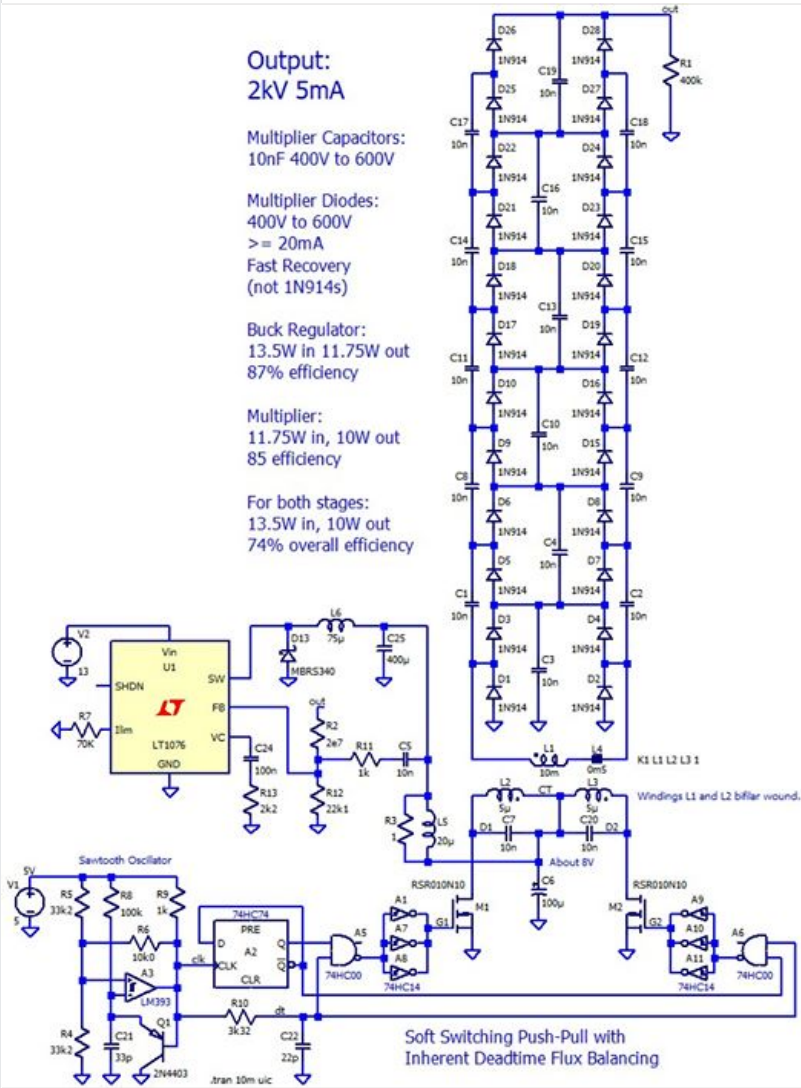 Output:
2kV 5mA
Multiplier Capacitors:
10nF 400V to 600V
Multiplier Diodes:
400V to 600V
>= 20mA
Fast Recovery
(not 1N914s)
Buck Regulator:
13.5W in 11.75W out
87% efficiency
Multiplier:
11.75W in, 10W out
85 efficiency
For both stages:
13.5W in, 10W out
74% overall efficiency
out
D26
D28
1N914
1N914
C19
10n
R1
400k
D25
D27
1N914
1N914
C17
10n
C18
10n
D22
D24
1N914
1N914
C16
10n
D21
D23
1N914
1N914
C14
10n
C15
10n
D18
D20
1N914
1N914
C13
10n
D17
D19
1N914
1N914
C11
10n
C12
10n
D10
D16
1N914
1N914
C10
10n
D9
D15
1N914
1N914
C8
10n
C9
10n
D6
D8
1N914
1N914
C4
10n
D5
D7
1N914
1N914
C1
10n
C2
10n
D3
D4
1N914
1N914
C3
10n
D1
D2
1N914
1N914
V2
13
Vin
U1
SHDN
SW
FB
Ilim
VC
LT1076
GND
R7
70K
D13
MBRS340
L6
75µ
C25
400µ
out
R2
2e7
R11
1k
C5
10n
C24
100n
R13
2k2
R12
22k1
R3
1
L5
20µ
L1
10m
L4
0m5
K1 L1 L2 L3 1
L2
5µ
CT
L3
5µ
Windings L1 and L2 bifilar wound.
D1
C7
10n
C20
10n
D2
About 8V
C6
100µ
RSR010N10
M1
G1
RSR010N10
M2
G2
Sawtooth Oscillator
5V
V1
5
R5
33k2
R8
100k
R9
1k
R6
10k0
A3
LM393
R4
33k2
C21
33p
Q1
2N4403
clk
74HC74
PRE
D
Q
A2
CLK
Q
CLR
R10
3k32
dt
C22
22p
A5
74HC00
A1
A7
A8
74HC14
A9
A10
A11
74HC14
A6
74HC00
.tran 10m uic
Soft Switching Push-Pull with
Inherent Deadtime Flux Balancing